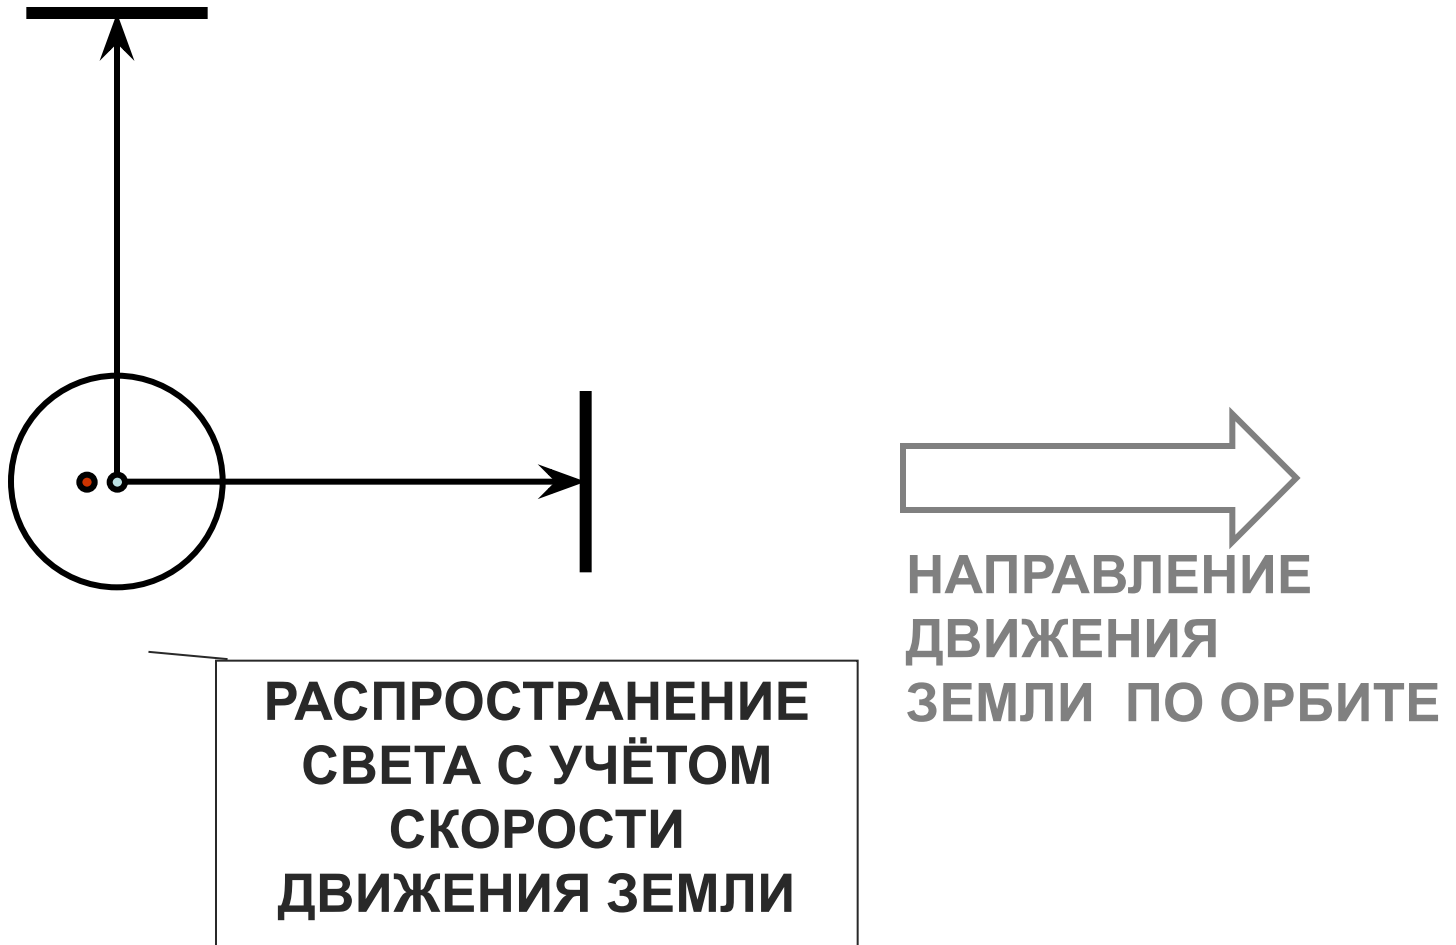 НАПРАВЛЕНИЕ
ДВИЖЕНИЯ
ЗЕМЛИ ПО ОРБИТЕ
РАСПРОСТРАНЕНИЕ
СВЕТА С УЧЁТОМ
СКОРОСТИ
ДВИЖЕНИЯ ЗЕМЛИ